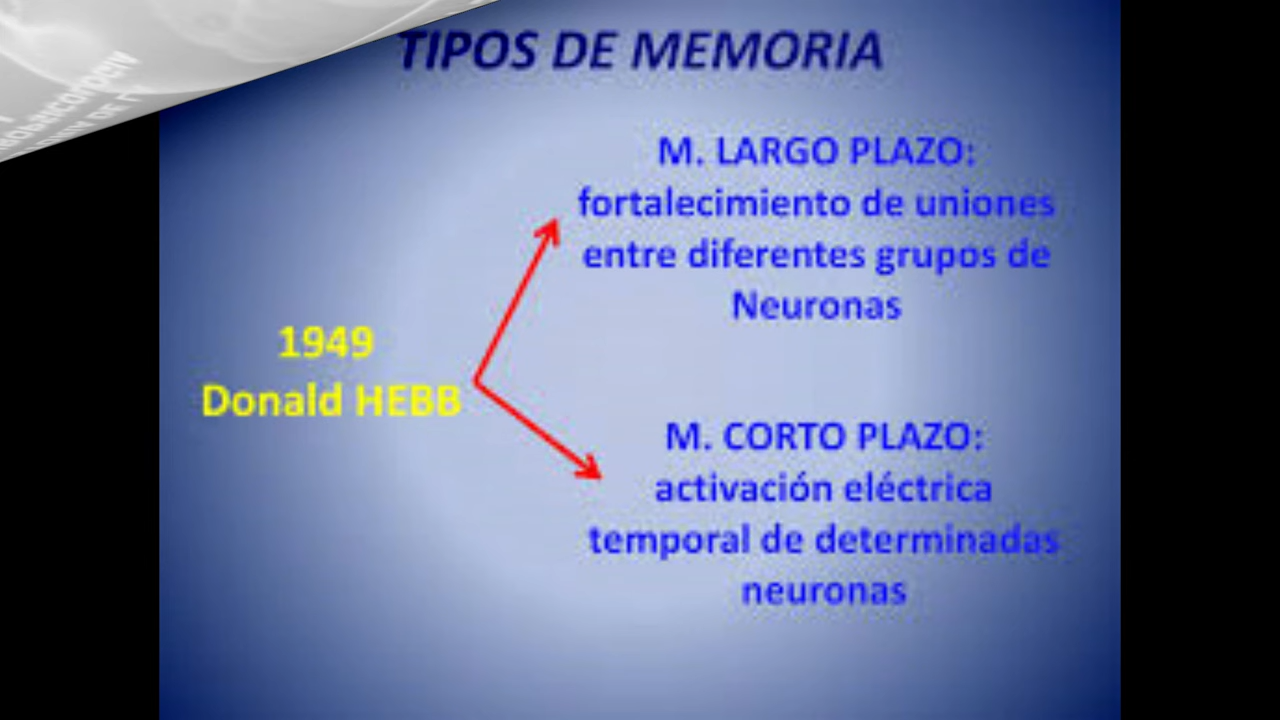 TIPOS DE MEMORIA
M. LARGO PLAZO:
fortalecimiento de uniones
entre diferentes grupos de
Neuronas
1949
Donald HEBB
M. CORTO PLAZO:
activación eléctrica
temporal de determinadas
neuronas